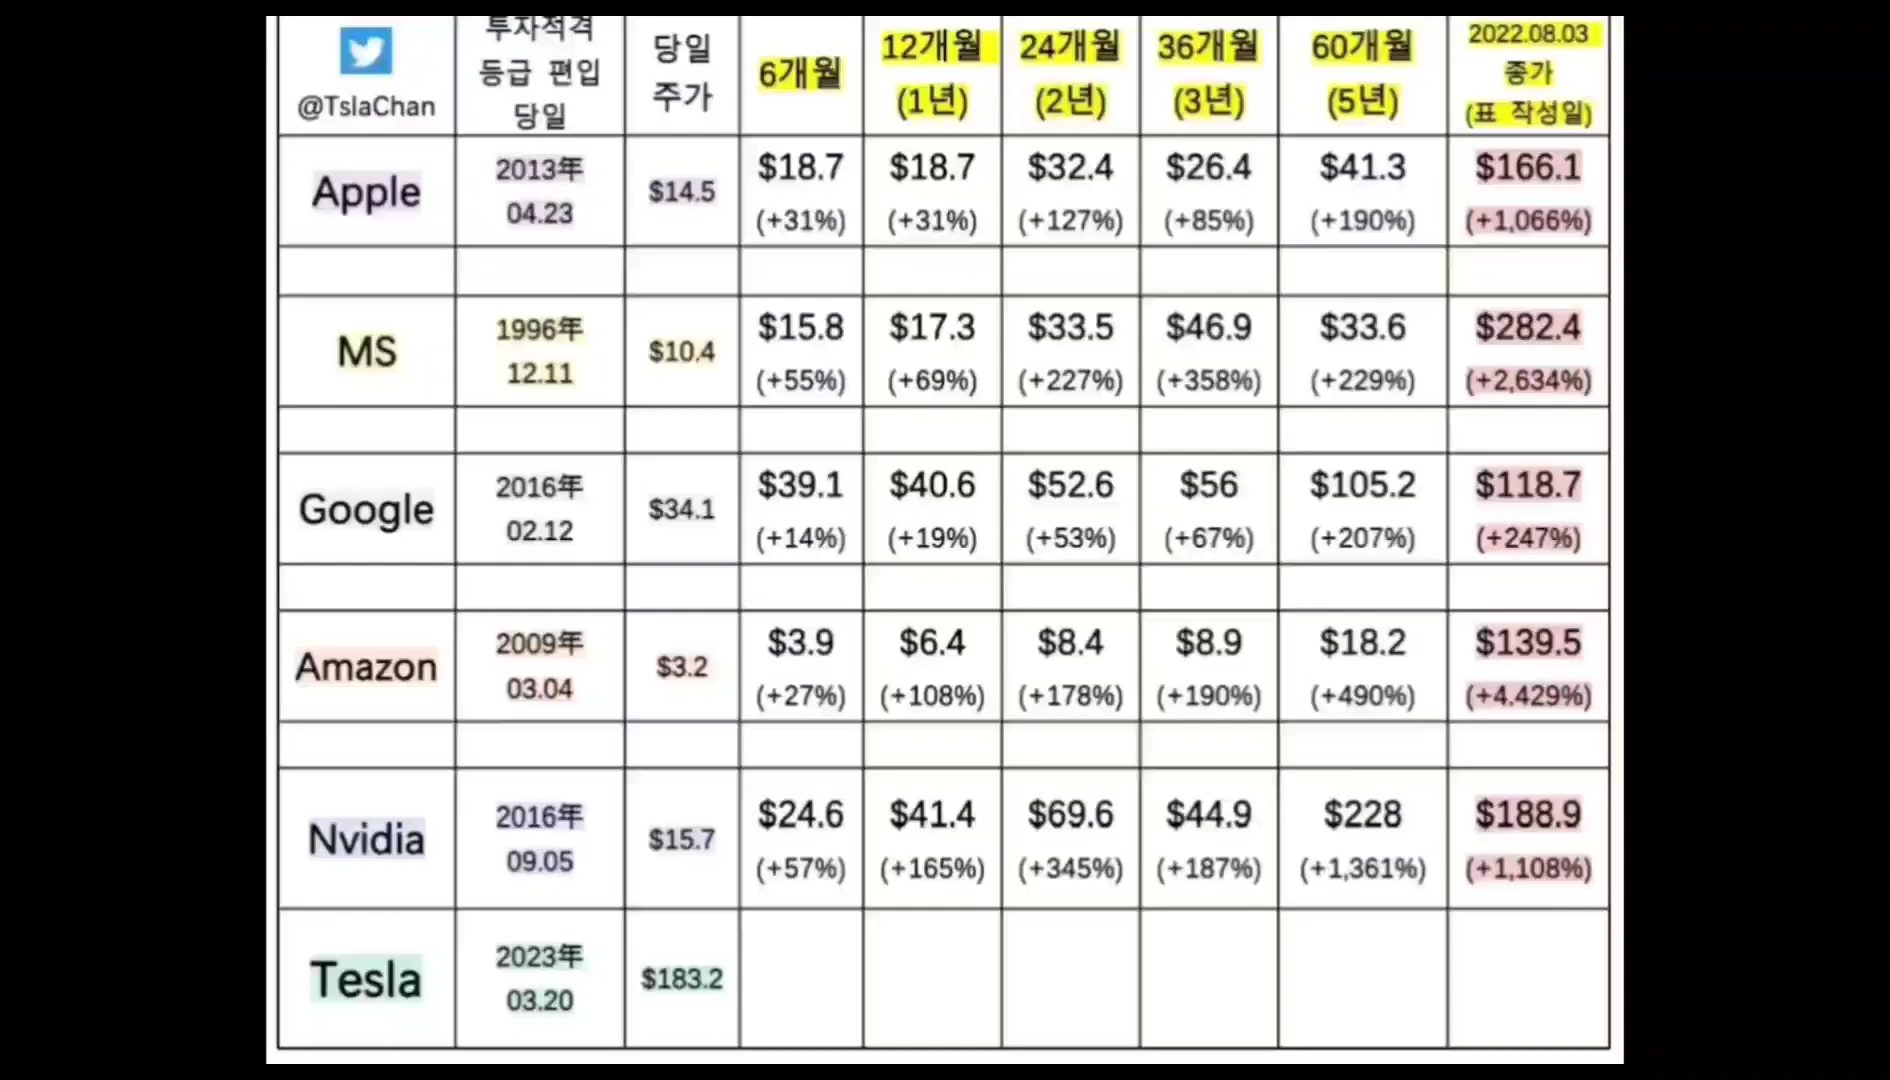 @TslaChan
투자적격
등급 편입
당일
당일
주가
6개월
12개월
(1년)
24개월
(2년)
36개월
(3년)
60개월
(5년)
2022.08.03
종가
(표 작성일)
Apple
2013年
04.23
$14.5
$18.7
(+31%)
$18.7
(+31%)
$32.4
(+127%)
$26.4
(+85%)
$41.3
(+190%)
$166.1
(+1,066%)
MS
1996年
12.11
$10.4
$15.8
(+55%)
$17.3
(+69%)
$33.5
(+227%)
$46.9
(+358%)
$33.6
(+229%)
$282.4
(+2,634%)
Google
2016年
02.12
$34.1
$39.1
(+14%)
$40.6
(+19%)
$52.6
(+53%)
$56
(+67%)
$105.2
(+207%)
$118.7
(+247%)
Amazon
2009年
03.04
$3.2
$3.9
(+27%)
$6.4
(+108%)
$8.4
(+178%)
$8.9
(+190%)
$18.2
(+490%)
$139.5
(+4.429%)
Nvidia
2016年
09.05
$15.7
$24.6
(+57%)
$41.4
(+165%)
$69.6
(+345%)
$44.9
(+187%)
$228
(+1,361%)
$188.9
(+1,108%)
Tesla
2023年
03.20
$183.2